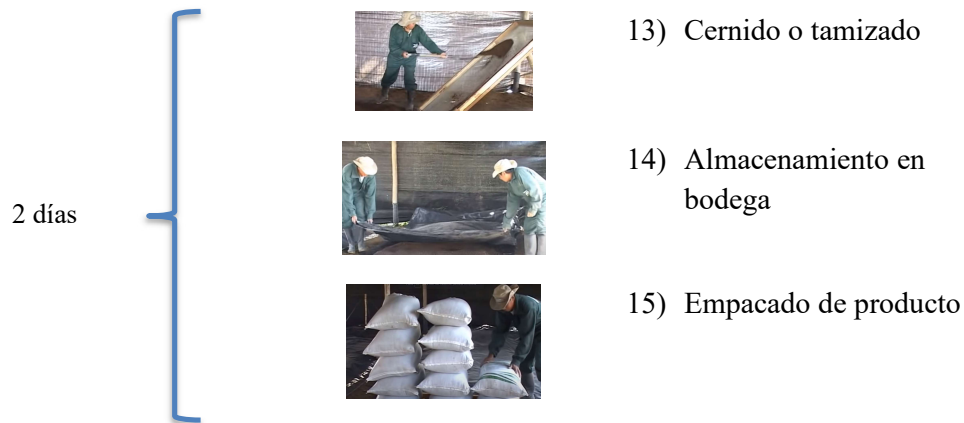 13) Cernido o tamizado
14) Almacenamiento en
bodega
2 días
15) Empacado de producto